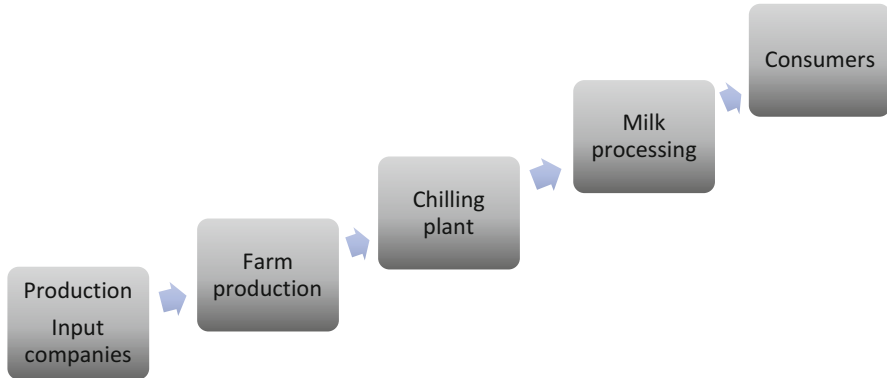 Production
Input
companies
Farm
production
Chilling
plant
Milk
processing
Consumers